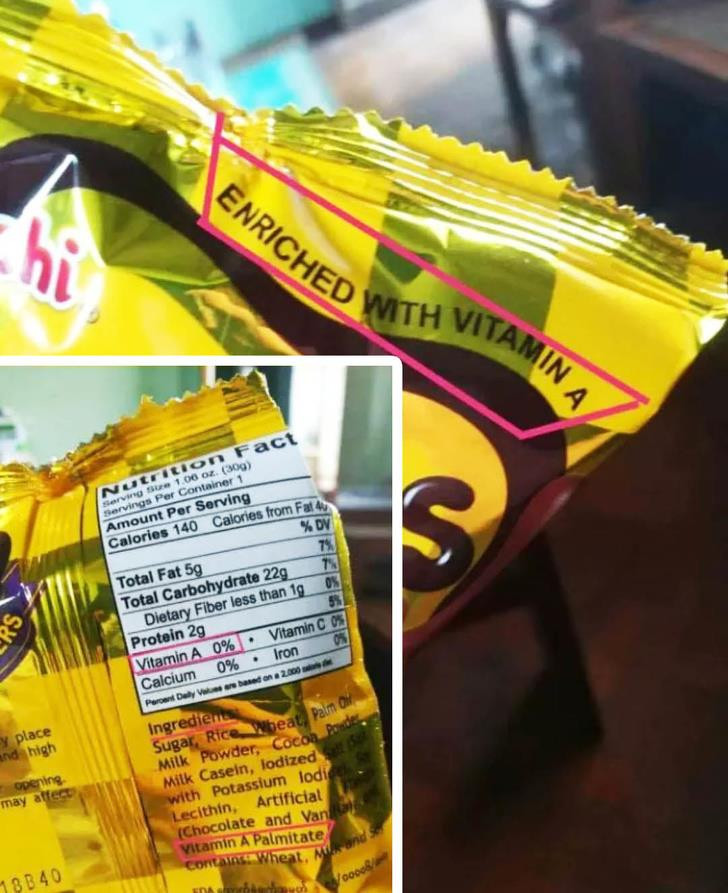 hi
ENRICHED WITH VITAMIN A
S
Nutrition Fact
Serving Size 1.06 oz. (30g)
Servings Per Container 1
Amount Per Serving
Calories 140 Calories from Fat 40
% DV
Total Fat 5g 7%
Total Carbohydrate 22g 7%
Dietary Fiber less than 1g 0%
Protein 2g 5%
Vitamin A 0% • Vitamin C 0%
Calcium 0% • Iron 0%
Percent Daily Values are based on a 2,000 calorie diet.
ERS
y place
and high
opening.
may affect
18B40
Ingredients:
Sugar, Rice, Wheat, Palm Oil,
Milk Powder, Cocoa Powder,
Milk Casein, Iodized Salt
with Potassium
Lecithin, Artificial
(Chocolate and
Vitamin A Palmitate
Contains: Wheat, Milk and